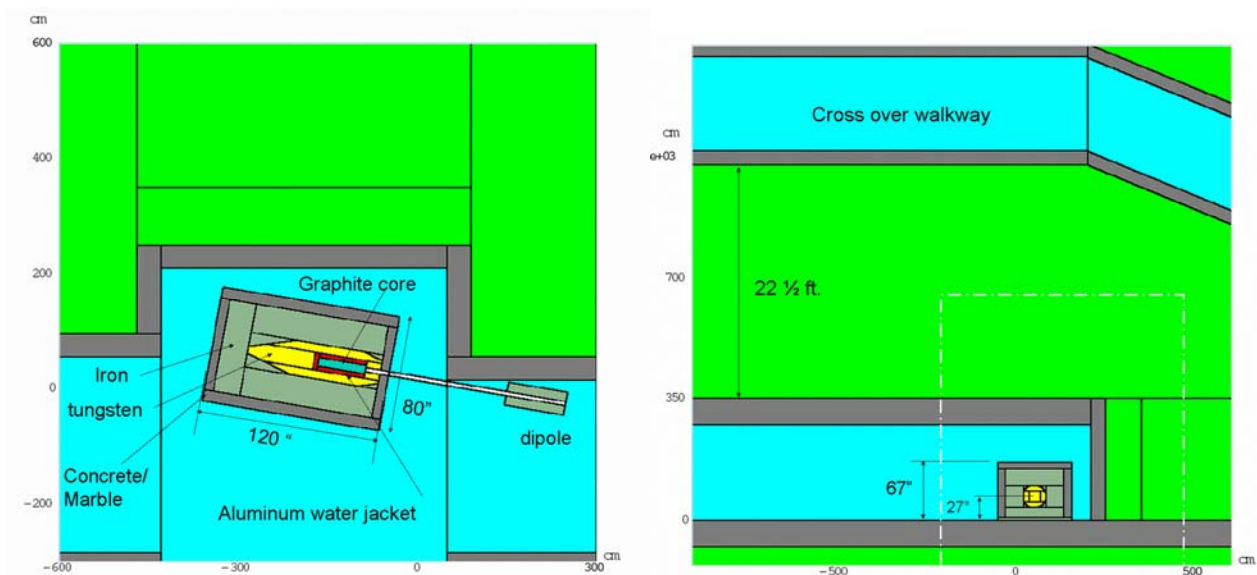 cm
600
400
200
0
-200
-600
-300
0
300
cm
Graphite core
Iron
tungsten
80"
120 "
dipole
Concrete/
Marble
Aluminum water jacket
cm
e+03
700
350
0
-500
0
500
cm
Cross over walkway
22 ½ ft.
67"
27"